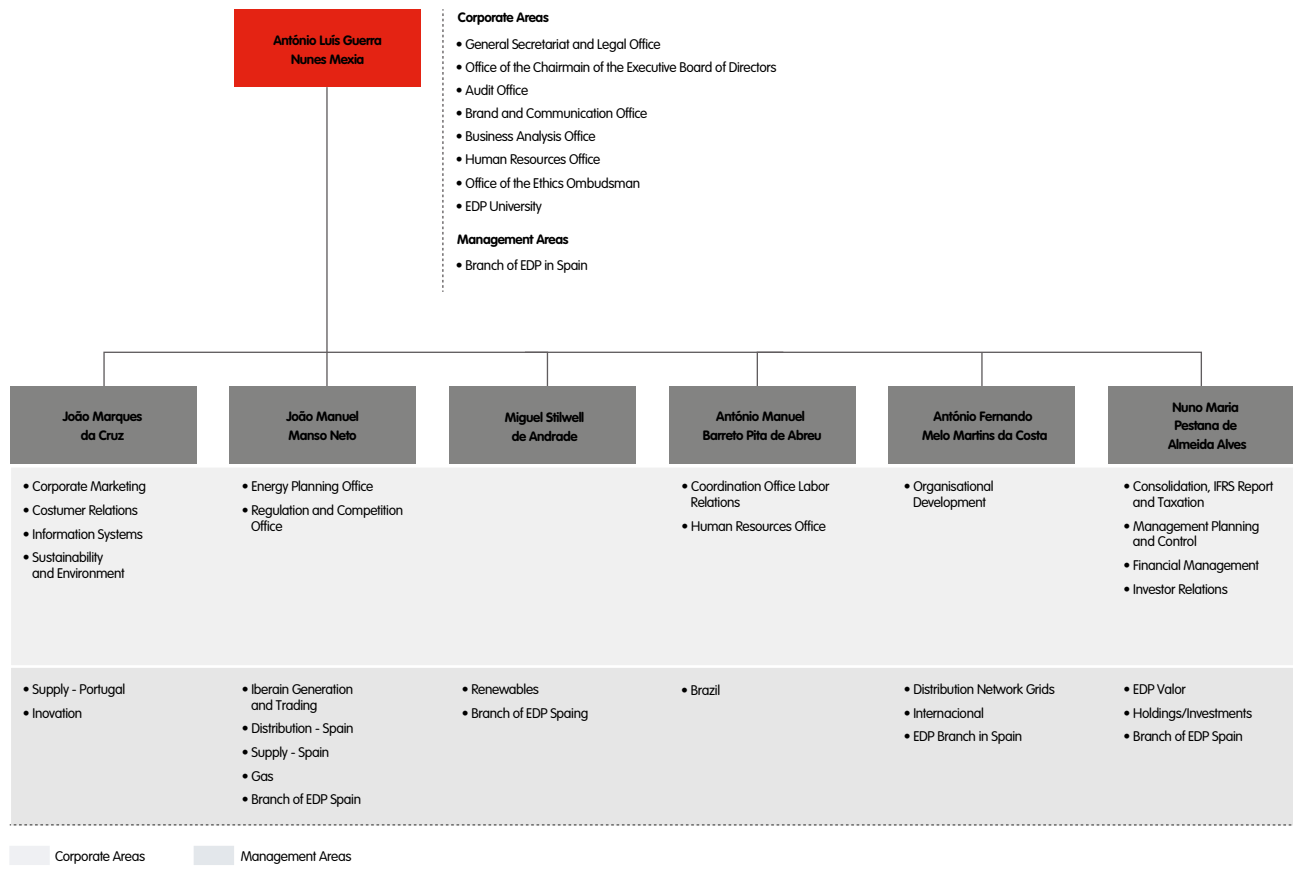 António Luís Guerra
Nunes Mexia
Corporate Areas
• General Secretariat and Legal Office
• Office of the Chairmain of the Executive Board of Directors
• Audit Office
• Brand and Communication Office
• Business Analysis Office
• Human Resources Office
• Office of the Ethics Ombudsman
• EDP University
Management Areas
• Branch of EDP in Spain
João Marques
da Cruz
João Manuel
Manso Neto
Miguel Stilwell
de Andrade
António Manuel
Barreto Pita de Abreu
António Fernando
Melo Martins da Costa
Nuno Maria
Pestana de
Almeida Alves
• Corporate Marketing
• Costumer Relations
• Information Systems
• Sustainability
and Environment
• Energy Planning Office
• Regulation and Competition
Office
• Coordination Office Labor
Relations
• Human Resources Office
• Organisational
Development
• Consolidation, IFRS Report
and Taxation
• Management Planning
and Control
• Financial Management
• Investor Relations
• Supply - Portugal
• Inovation
• Iberain Generation
and Trading
• Distribution - Spain
• Supply - Spain
• Gas
• Branch of EDP Spain
• Renewables
• Branch of EDP Spaing
• Brazil
• Distribution Network Grids
• Internacional
• EDP Branch in Spain
• EDP Valor
• Holdings/Investments
• Branch of EDP Spain
Corporate Areas
Management Areas